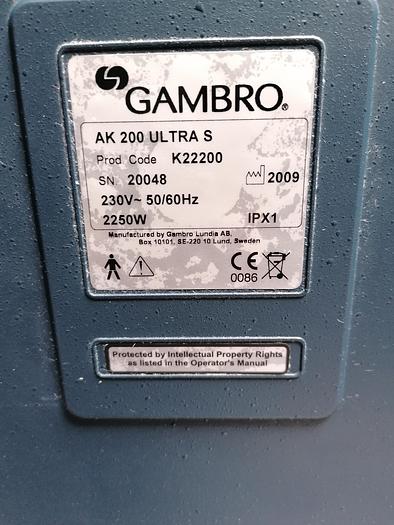 GAMBRO®
AK 200 ULTRA S
Prod. Code K22200
SN 20048 2009
230V~ 50/60Hz
2250W IPX1
Manufactured by Gambro Lundia AB,
Box 10101, SE-220 10 Lund, Sweden
CE
0086
Protected by Intellectual Property Rights
as listed in the Operator's Manual